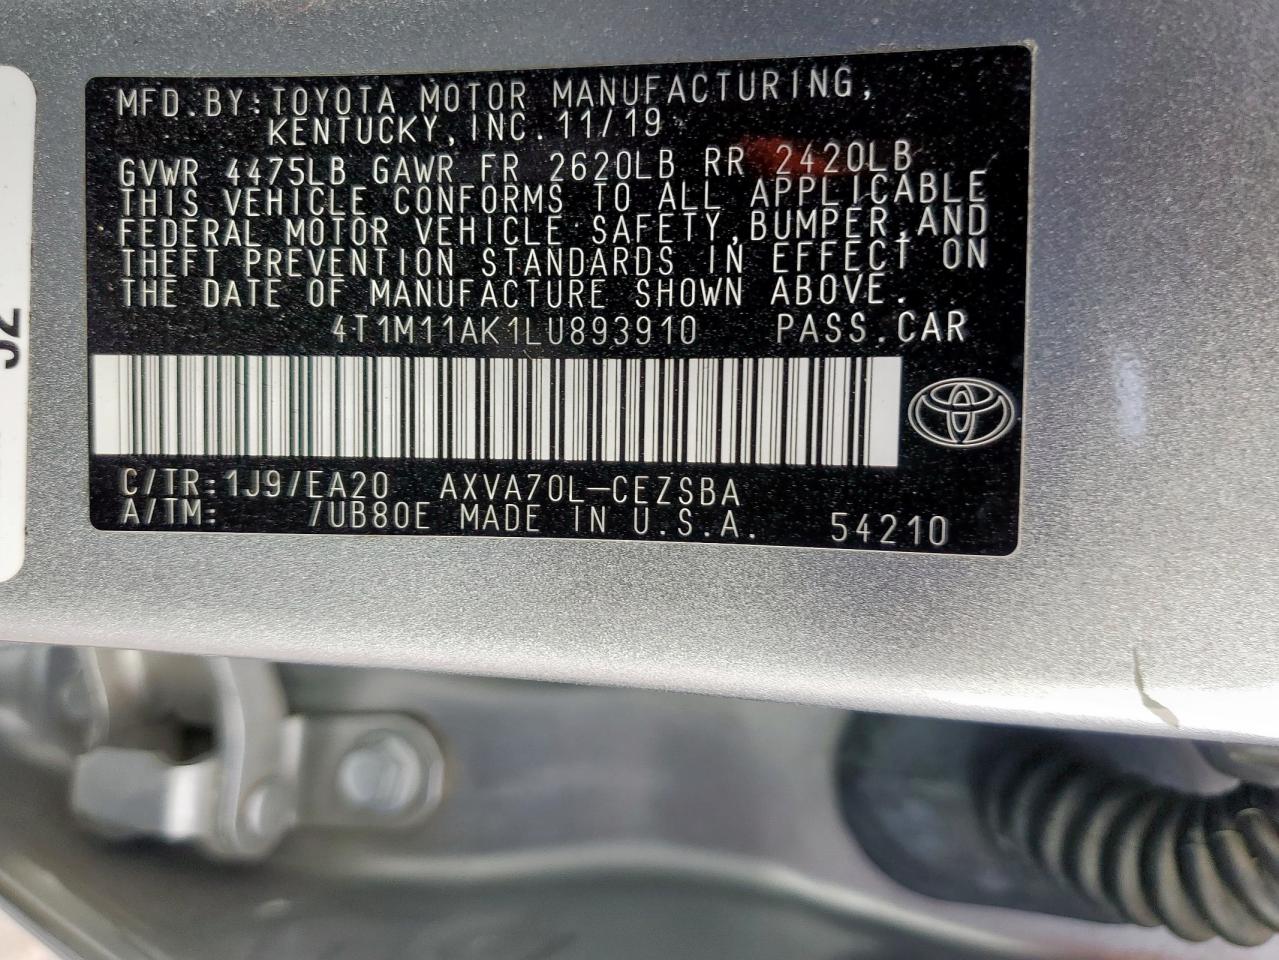 MFD.BY:TOYOTA MOTOR MANUFACTURING,
KENTUCKY,INC. 11/19
GVWR 4475LB GAWR FR 2620LB RR 2420LB
THIS VEHICLE CONFORMS TO ALL APPLICABLE
FEDERAL MOTOR VEHICLE SAFETY,BUMPER,AND
THEFT PREVENTION STANDARDS IN EFFECT ON
THE DATE OF MANUFACTURE SHOWN ABOVE.
4T1M11AK1LU893910 PASS.CAR
C/TR:1J9/EA20 AXVA70L-CEZSBA
A/TM: /UB80E MADE IN U.S.A. 54210